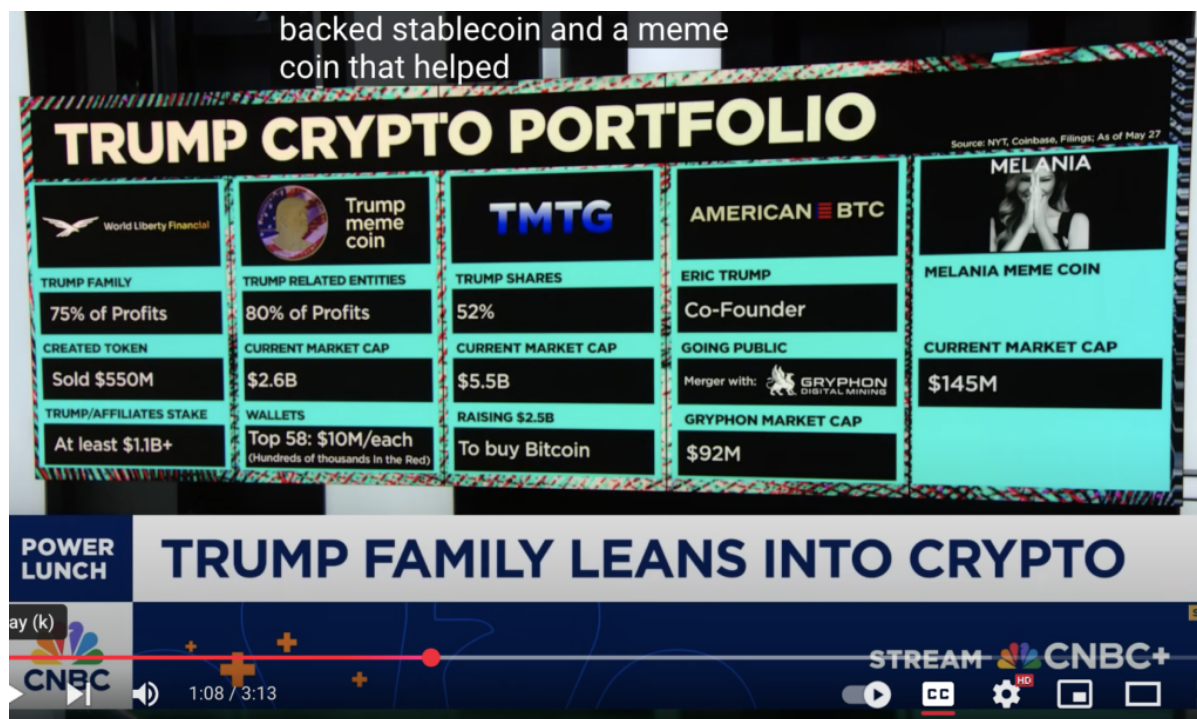 backed stablecoin and a meme
coin that helped
TRUMP CRYPTO PORTFOLIO
Source: NYT, Coinbase, Filings; As of May 27
World Liberty Financial
TRUMP FAMILY
75% of Profits
CREATED TOKEN
Sold $550M
TRUMP/AFFILIATES STAKE
At least $1.1B+
Trump
meme
coin
TRUMP RELATED ENTITIES
80% of Profits
CURRENT MARKET CAP
$2.6B
WALLETS
Top 58: $10M/each
(Hundreds of thousands In the Red)
TMTG
TRUMP SHARES
52%
CURRENT MARKET CAP
$5.5B
RAISING $2.5B
To buy Bitcoin
AMERICAN BTC
ERIC TRUMP
Co-Founder
GOING PUBLIC
Merger with: GRYPHON
DIGITAL MINING
GRYPHON MARKET CAP
$92M
MELANIA
MELANIA MEME COIN
CURRENT MARKET CAP
$145M
POWER
LUNCH
TRUMP FAMILY LEANS INTO CRYPTO
ay (k)
CNBC
STREAM CNBC+
1:08 / 3:13
CC
HD